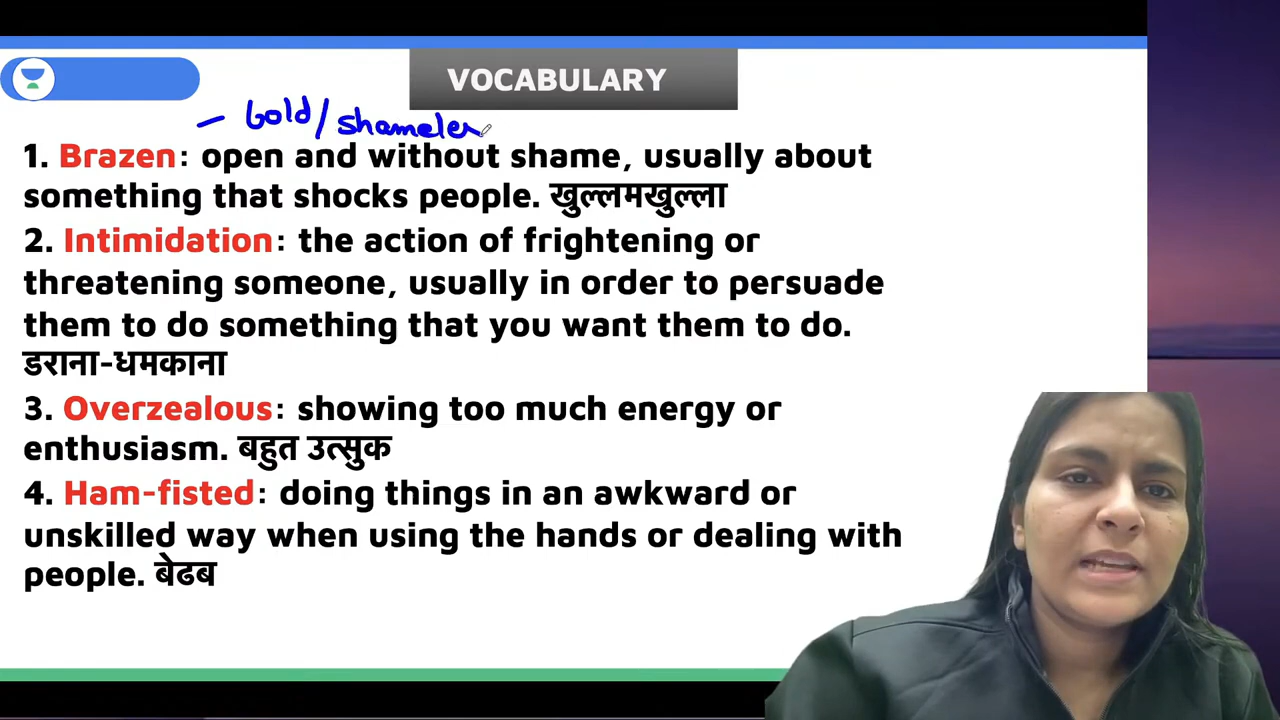 VOCABULARY
- bold/shameles
1. Brazen: open and without shame, usually about
something that shocks people. खुल्लमखुल्ला
2. Intimidation: the action of frightening or
threatening someone, usually in order to persuade
them to do something that you want them to do.
डराना-धमकाना
3. Overzealous: showing too much energy or
enthusiasm. बहुत उत्सुक
4. Ham-fisted: doing things in an awkward or
unskilled way when using the hands or dealing with
people. बेढब